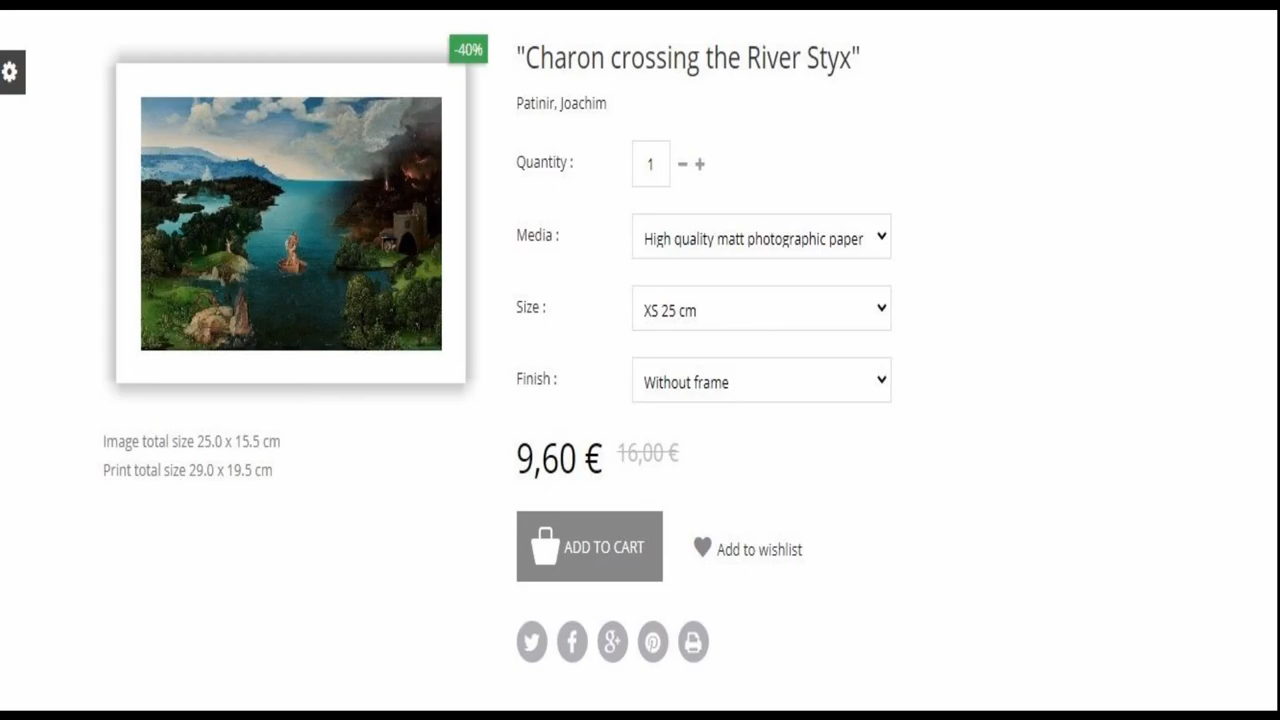 -40%
"Charon crossing the River Styx"
Patinir, Joachim
Quantity : 1
Media : High quality matt photographic paper
Size : XS 25 cm
Finish : Without frame
Image total size 25.0 x 15.5 cm
Print total size 29.0 x 19.5 cm
9,60 € 16,00 €
ADD TO CART Add to wishlist